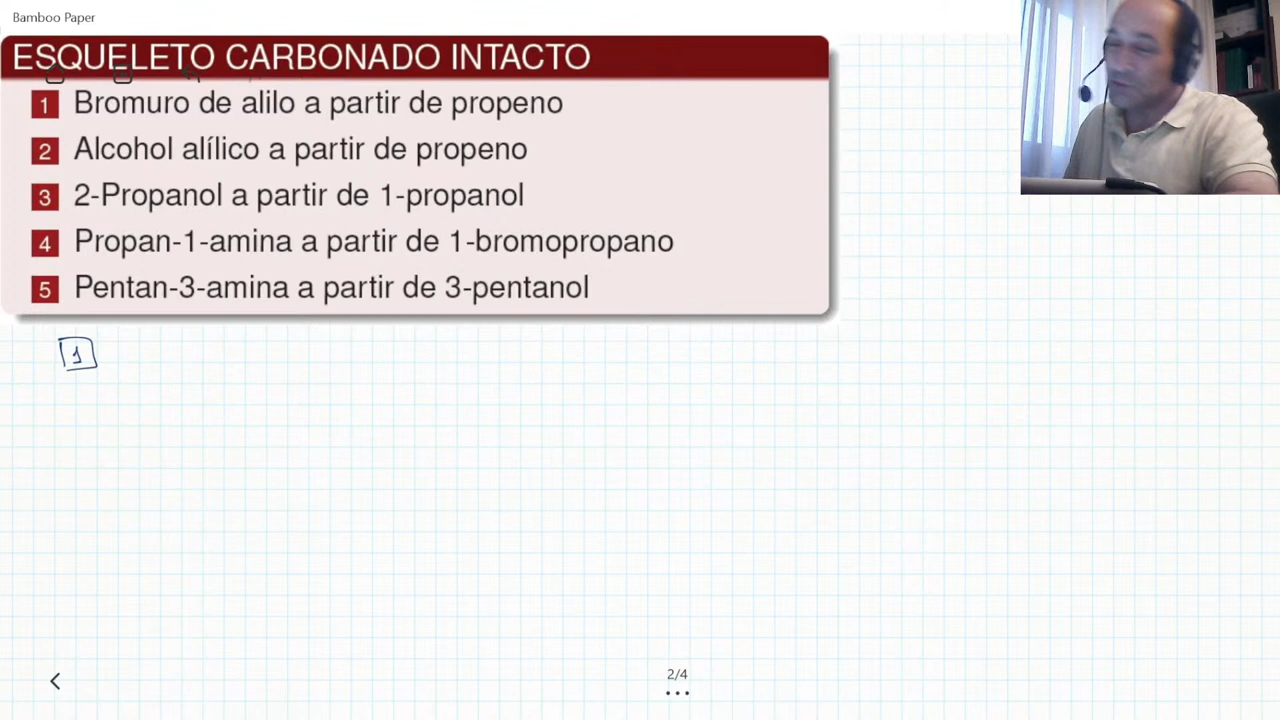 Bamboo Paper
ESQUELETO CARBONADO INTACTO
1 Bromuro de alilo a partir de propeno
2 Alcohol alílico a partir de propeno
3 2-Propanol a partir de 1-propanol
4 Propan-1-amina a partir de 1-bromopropano
5 Pentan-3-amina a partir de 3-pentanol
1
2/4